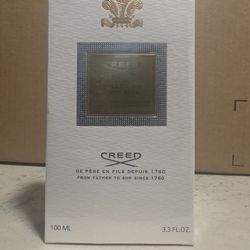 CREED
CREED
DE PÈRE EN FILS DEPUIS 1760
FROM FATHER TO SON SINCE 1760
100 ML 3.3 FL.OZ.